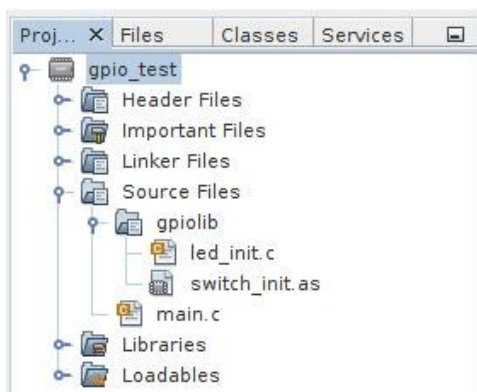 Proj... X Files Classes Services
gpio_test
Header Files
Important Files
Linker Files
Source Files
gpiolib
led_init.c
switch_init.as
main.c
Libraries
Loadables